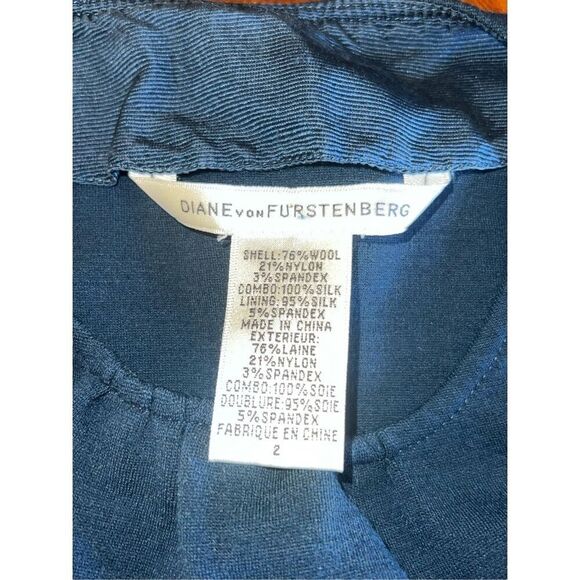 DIANE VON FURSTENBERG
SHELL:76%WOOL
21%NYLON
3%SPANDEX
COMBO:100%SILK
LINING:95%SILK
5%SPANDEX
MADE IN CHINA
EXTERIEUR:
76%LAINE
21%NYLON
3%SPANDEX
COMBO:100%SOIE
DOUBLURE:95%SOIE
5%SPANDEX
FABRIQUE EN CHINE
2